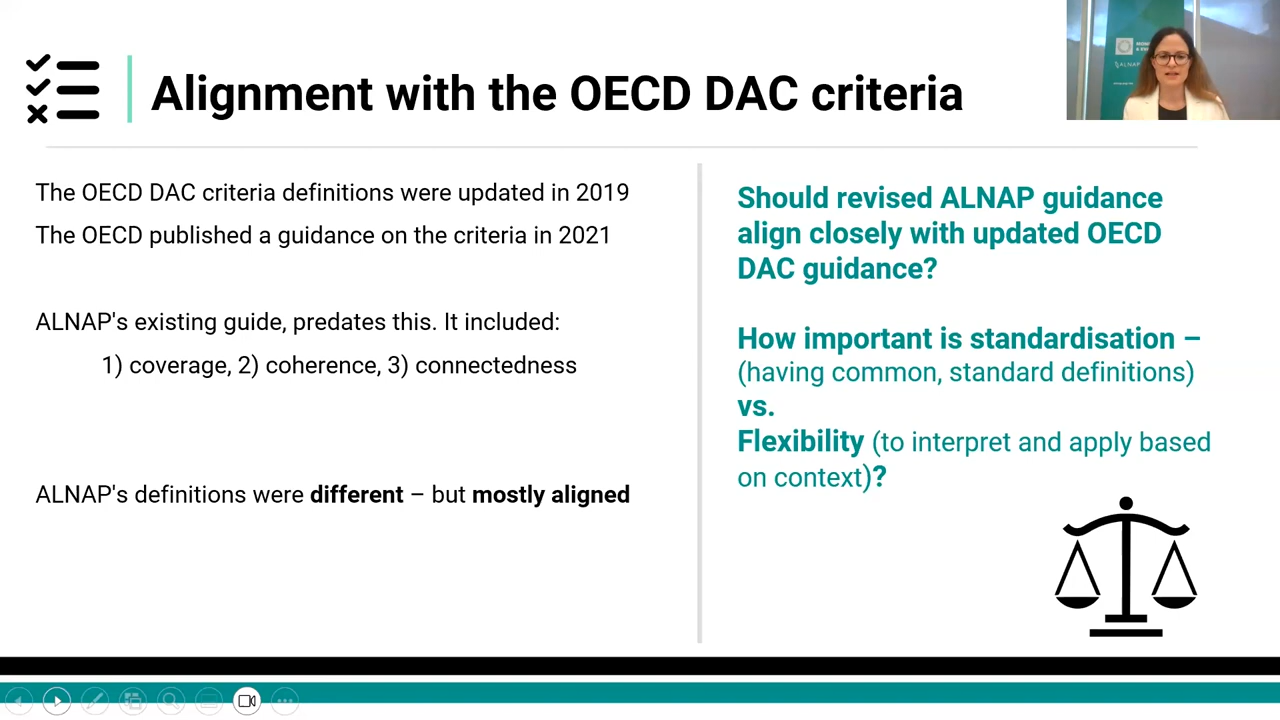 Alignment with the OECD DAC criteria
The OECD DAC criteria definitions were updated in 2019
The OECD published a guidance on the criteria in 2021
ALNAP's existing guide, predates this. It included:
1) coverage, 2) coherence, 3) connectedness
ALNAP's definitions were different – but mostly aligned
Should revised ALNAP guidance
align closely with updated OECD
DAC guidance?
How important is standardisation –
(having common, standard definitions)
vs.
Flexibility (to interpret and apply based
on context)?
ALNAP